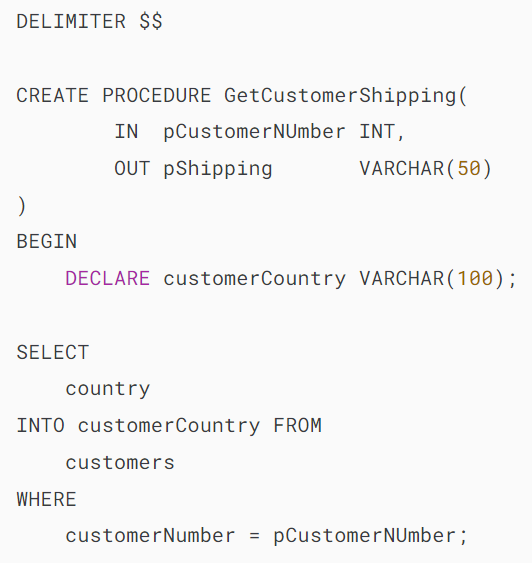 DELIMITER $$
CREATE PROCEDURE GetCustomerShipping(
IN pCustomerNUmber INT,
OUT pShipping VARCHAR(50)
)
BEGIN
DECLARE customerCountry VARCHAR(100);
SELECT
country
INTO customerCountry FROM
customers
WHERE
customerNumber = pCustomerNUmber;